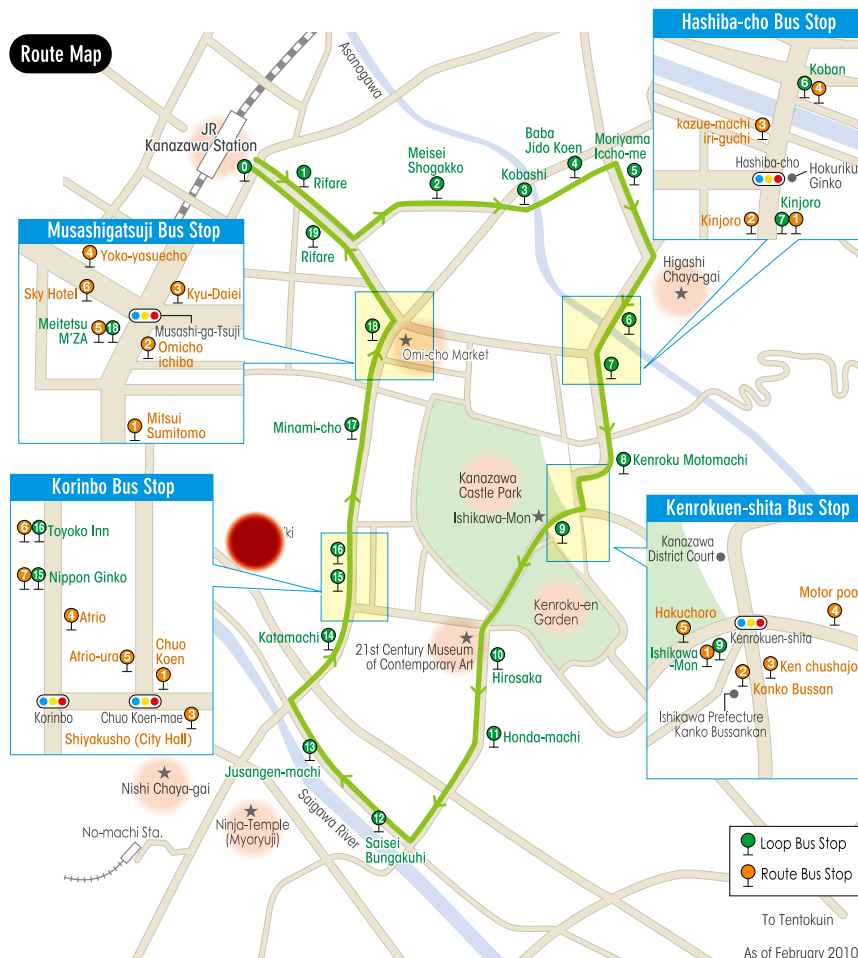 Route Map
Asanogawa
JR
Kanazawa Station
0
1
Rifare
19
Rifare
Meisei
Shogakko
2
Kobashi
3
Baba
Jido Koen
4
Moriyama
Iccho-me
5
Higashi
Chaya-gai
6
7
Hashiba-cho Bus Stop
6
4
Koban
kazue-machi
iri-guchi
3
Hashiba-cho
Hokuriku
Ginko
Kinjoro
2
Kinjoro
7
1
Musashigatsuji Bus Stop
4
Yoko-yasuecho
Sky Hotel
6
3
Kyu-Daiei
Meitetsu
M'ZA
5
18
Musashi-ga-Tsuji
2
Omicho
ichiba
1
Mitsui
Sumitomo
18
Omi-cho Market
Minami-cho
17
8
Kenroku Motomachi
Kanazawa
Castle Park
Ishikawa-Mon
9
Kenroku-en
Garden
Korinbo Bus Stop
6
16
Toyoko Inn
7
15
Nippon Ginko
4
Atrio
Atrio-ura
5
Chuo
Koen
1
Korinbo
Chuo Koen-mae
3
Shiyakusho (City Hall)
16
15
Katamachi
14
21st Century Museum
of Contemporary Art
10
Hirosaka
11
Honda-machi
Kenrokuen-shita Bus Stop
Kanazawa
District Court
Motor poo
4
Hakuchoro
5
Kenrokuen-shita
Ishikawa
-Mon
1
9
3
Ken chushajo
2
Kanko Bussan
Ishikawa Prefecture
Kanko Bussankan
13
Jusangen-machi
12
Saisei
Bungakuhi
Saigawa River
Nishi Chaya-gai
Ninja-Temple
(Myoryuji)
No-machi Sta.
Loop Bus Stop
Route Bus Stop
To Tentokuin
As of February 2010